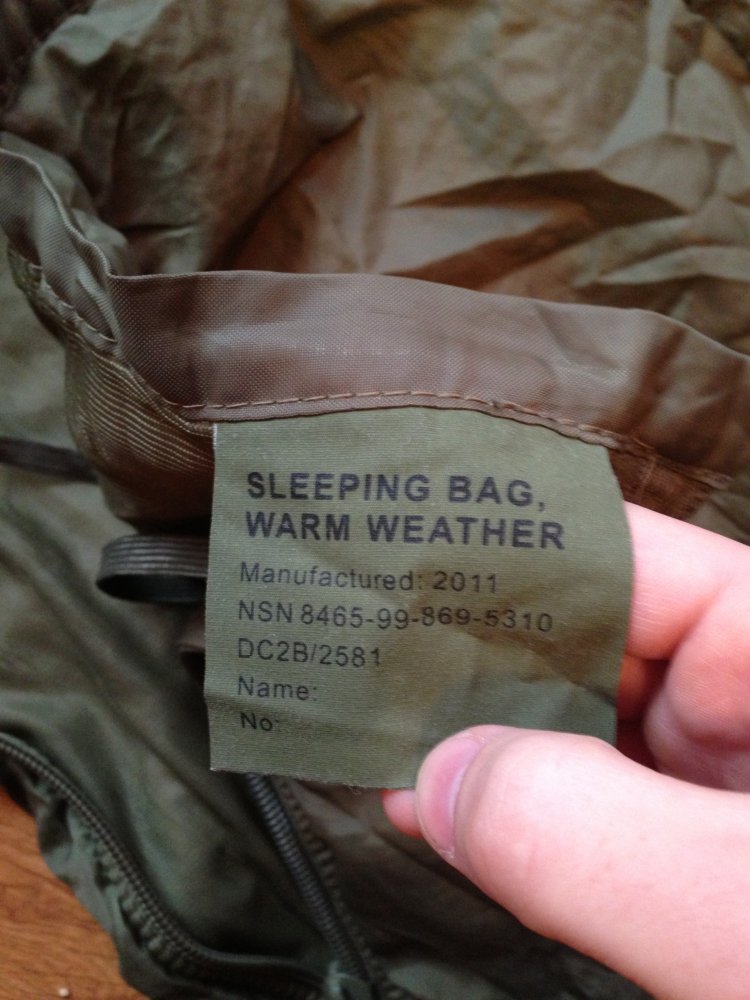 SLEEPING BAG,
WARM WEATHER
Manufactured: 2011
NSN 8465-99-869-5310
DC2B/2581
Name:
No: